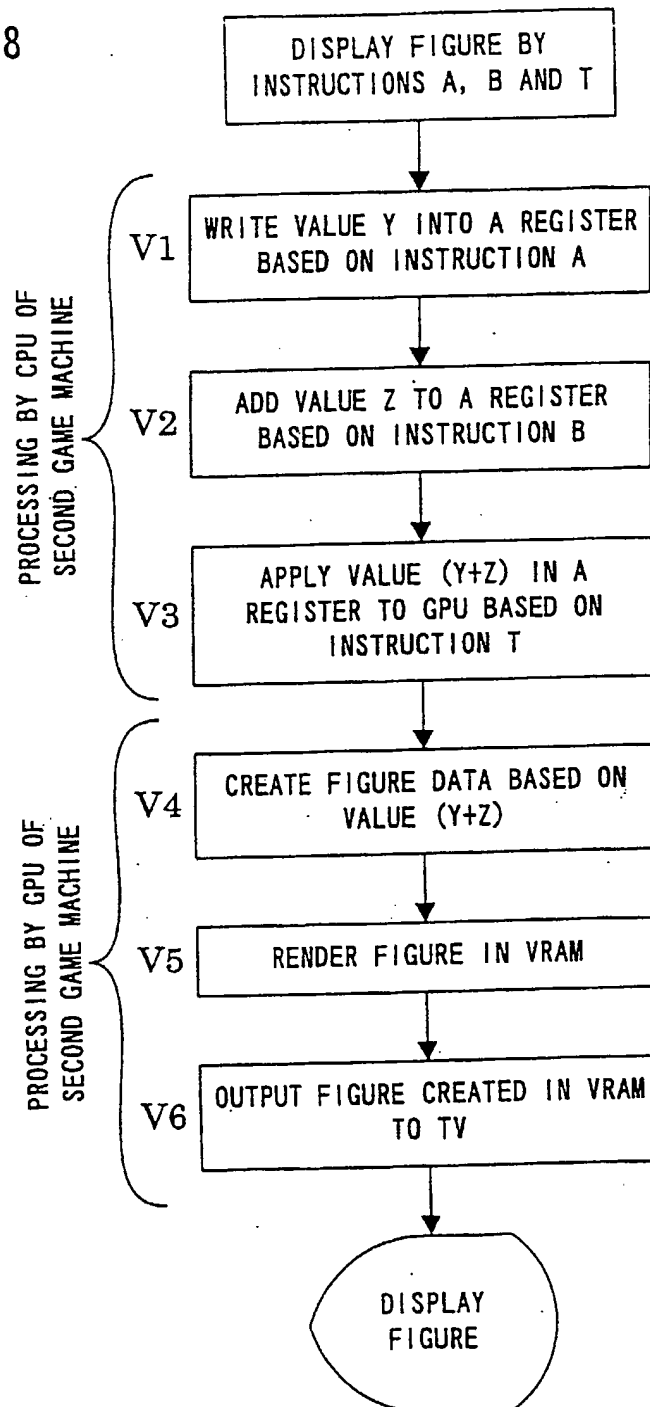 8
DISPLAY FIGURE BY
INSTRUCTIONS A, B AND T
PROCESSING BY CPU OF
SECOND GAME MACHINE
V1
WRITE VALUE Y INTO A REGISTER
BASED ON INSTRUCTION A
V2
ADD VALUE Z TO A REGISTER
BASED ON INSTRUCTION B
V3
APPLY VALUE (Y+Z) IN A
REGISTER TO GPU BASED ON
INSTRUCTION T
PROCESSING BY GPU OF
SECOND GAME MACHINE
V4
CREATE FIGURE DATA BASED ON
VALUE (Y+Z)
V5
RENDER FIGURE IN VRAM
V6
OUTPUT FIGURE CREATED IN VRAM
TO TV
DISPLAY
FIGURE